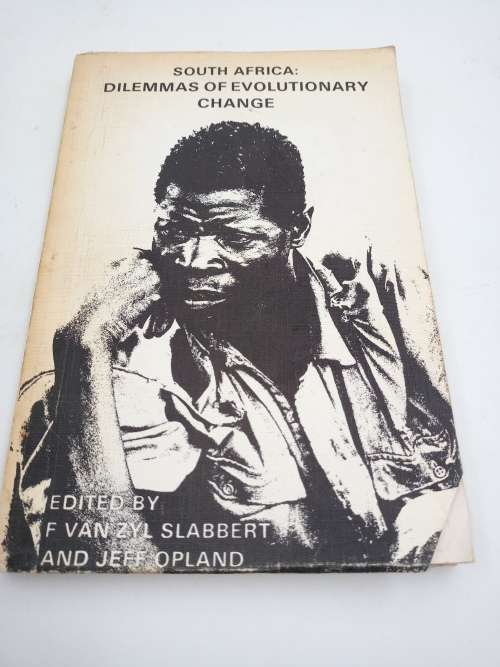 SOUTH AFRICA:
DILEMMAS OF EVOLUTIONARY
CHANGE
EDITED BY
F VAN ZYL SLABBERT
AND JEFF OPLAND